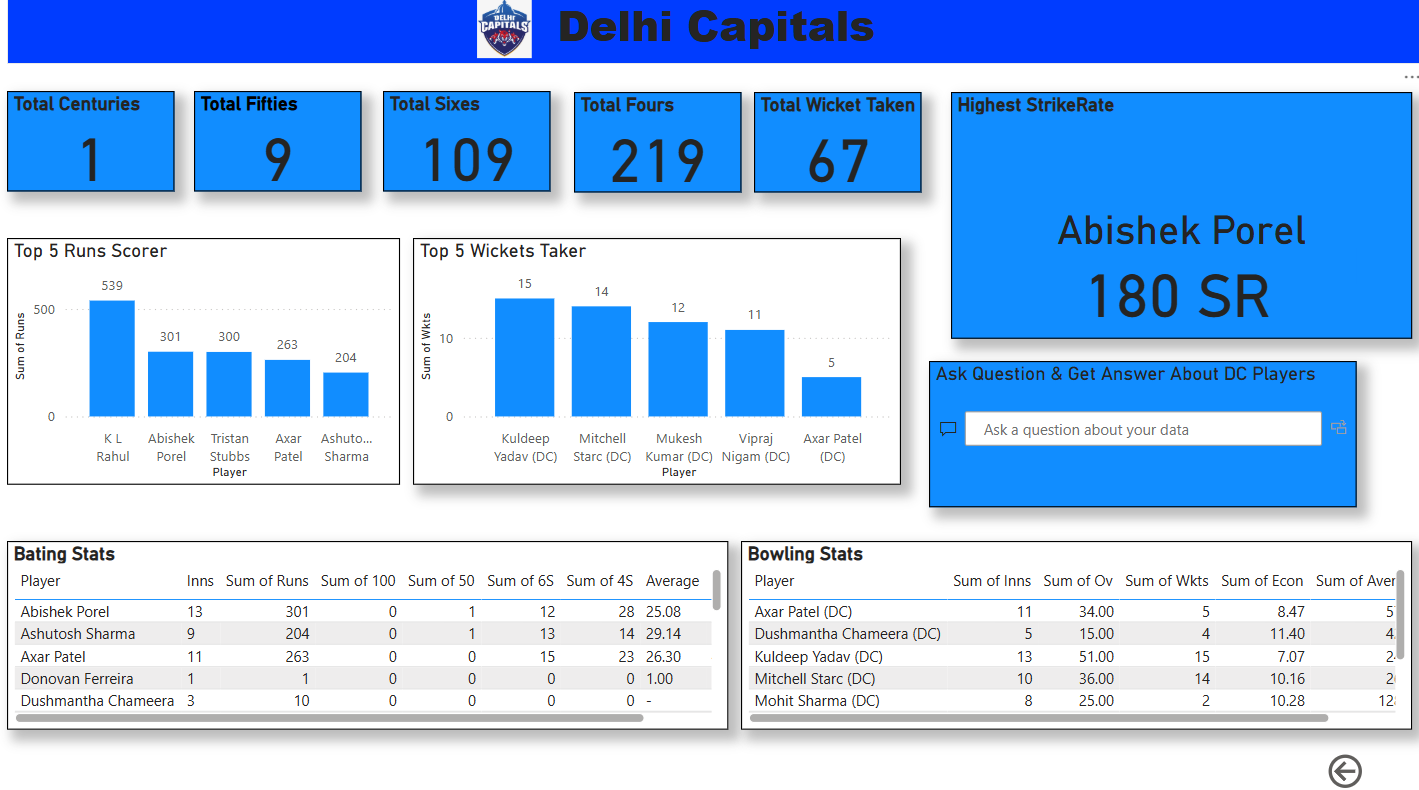 DELHI
CAPITALS
Delhi Capitals
Total Centuries
1
Total Fifties
9
Total Sixes
109
Total Fours
219
Total Wicket Taken
67
Highest StrikeRate
Abishek Porel
180 SR
Top 5 Runs Scorer
Sum of Runs
500
0
539
301
300
263
204
K L
Rahul
Abishek
Porel
Tristan
Stubbs
Axar
Patel
Ashuto...
Sharma
Player
Top 5 Wickets Taker
Sum of Wkts
10
0
15
14
12
11
5
Kuldeep
Yadav (DC)
Mitchell
Starc (DC)
Mukesh
Kumar (DC)
Vipraj
Nigam (DC)
Axar Patel
(DC)
Player
Ask Question & Get Answer About DC Players
Ask a question about your data
Bating Stats
Player Inns Sum of Runs Sum of 100 Sum of 50 Sum of 6S Sum of 4S Average
Abishek Porel 13 301 0 1 12 28 25.08
Ashutosh Sharma 9 204 0 1 13 14 29.14
Axar Patel 11 263 0 0 15 23 26.30
Donovan Ferreira 1 1 0 0 0 0 1.00
Dushmantha Chameera 3 10 0 0 0 0 -
Bowling Stats
Player Sum of Inns Sum of Ov Sum of Wkts Sum of Econ Sum of Aver
Axar Patel (DC) 11 34.00 5 8.47 5
Dushmantha Chameera (DC) 5 15.00 4 11.40 4
Kuldeep Yadav (DC) 13 51.00 15 7.07 2
Mitchell Starc (DC) 10 36.00 14 10.16 2
Mohit Sharma (DC) 8 25.00 2 10.28 12